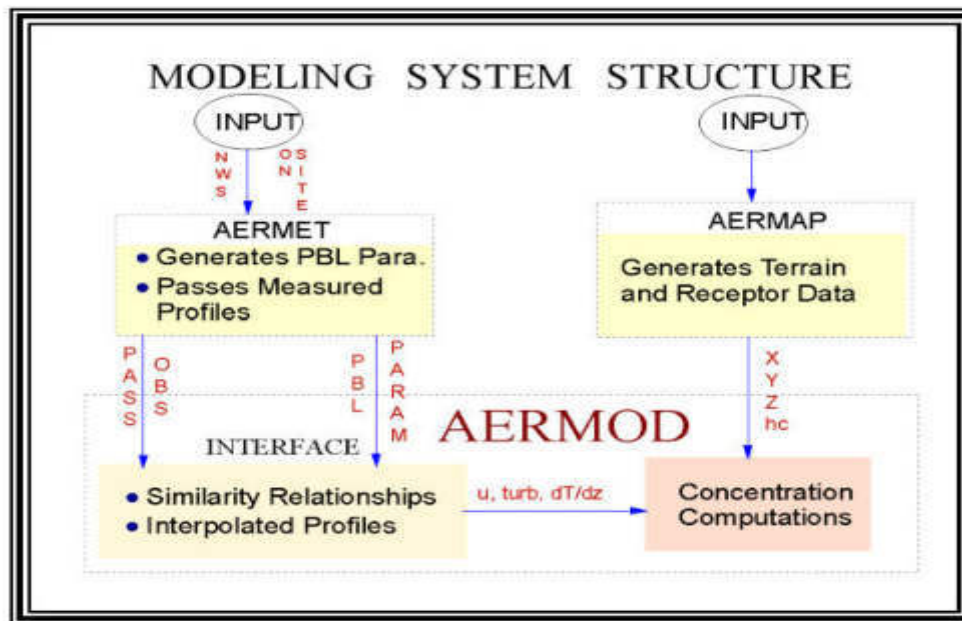 MODELING SYSTEM STRUCTURE
INPUT
INPUT
NWS
ON
SITE
AERMET
• Generates PBL Para.
• Passes Measured
Profiles
AERMAP
Generates Terrain
and Receptor Data
PASS
OBS
PBL
PARAM
X
Y
Z
hc
AERMOD
INTERFACE
• Similarity Relationships
• Interpolated Profiles
u, turb, dT/dz
Concentration
Computations